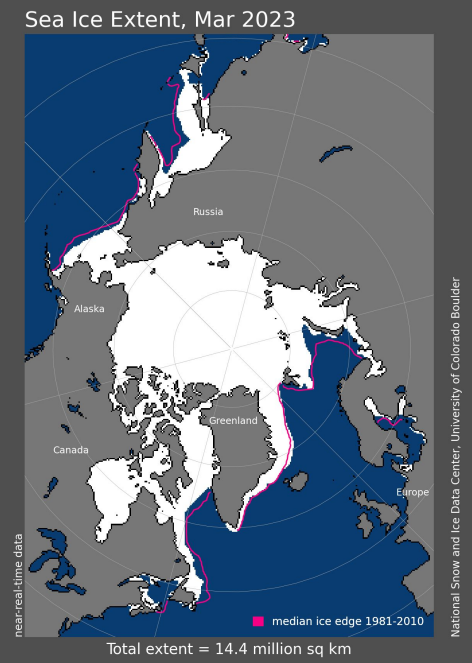 Sea Ice Extent, Mar 2023
Russia
Alaska
Greenland
Canada
Europe
near-real-time data
National Snow and Ice Data Center, University of Colorado Boulder
median ice edge 1981-2010
Total extent = 14.4 million sq km